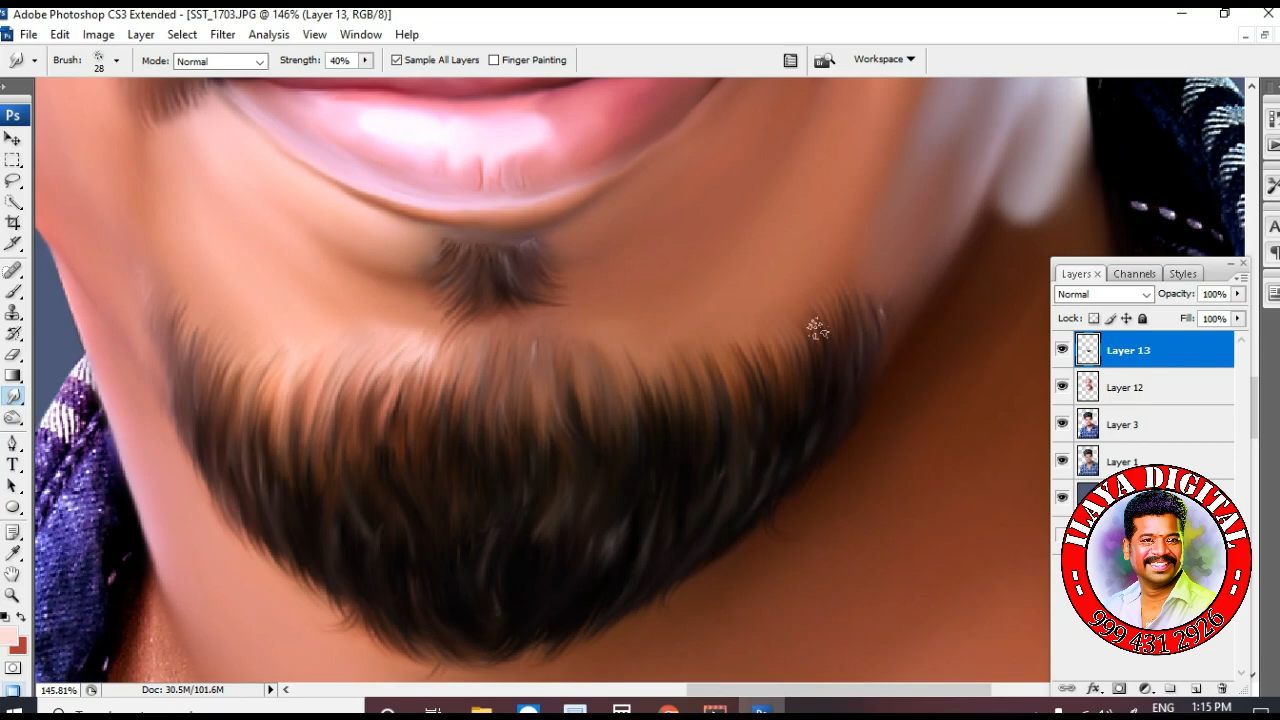 Adobe Photoshop CS3 Extended - [SST_1703.JPG @ 146% (Layer 13, RGB/8)]
File Edit Image Layer Select Filter Analysis View Window Help
Brush: 28 Mode: Normal Strength: 40% Sample All Layers Finger Painting Workspace
Ps
Layers Channels Styles
Normal Opacity: 100%
Lock: Fill: 100%
Layer 13
Layer 12
Layer 3
Layer 1
ILAYA DIGITAL
999 431 2926
145.81% Doc: 30.5M/101.6M
ENG 1:15 PM